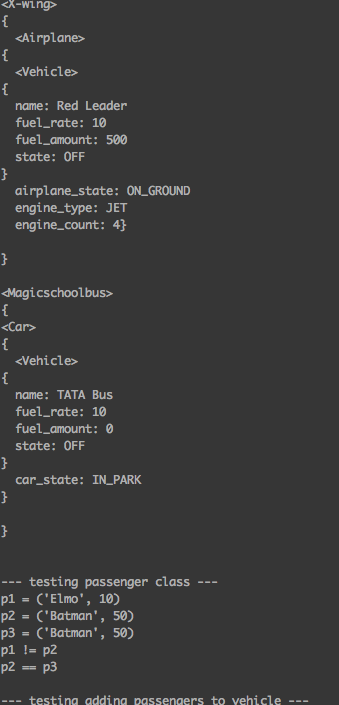 <X-wing>
{
  <Airplane>
{
  <Vehicle>
{
  name: Red Leader
  fuel_rate: 10
  fuel_amount: 500
  state: OFF
}
  airplane_state: ON_GROUND
  engine_type: JET
  engine_count: 4}

}

<Magicschoolbus>
{
<Car>
{
  <Vehicle>
{
  name: TATA Bus
  fuel_rate: 10
  fuel_amount: 0
  state: OFF
}
  car_state: IN_PARK
}

}


--- testing passenger class ---
p1 = ('Elmo', 10)
p2 = ('Batman', 50)
p3 = ('Batman', 50)
p1 != p2
p2 == p3

--- testing adding passengers to vehicle ---